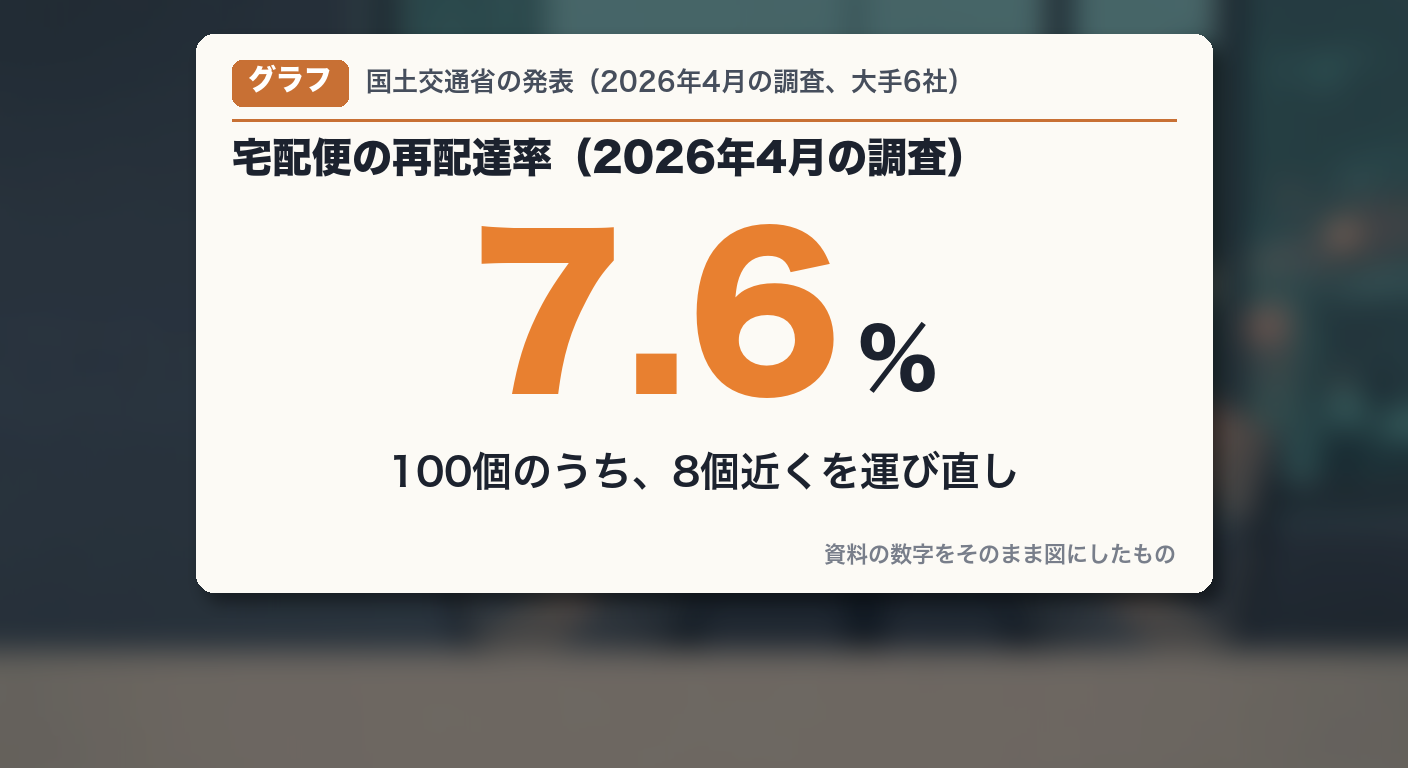 グラフ 国土交通省の発表（2026年4月の調査、大手6社）
宅配便の再配達率（2026年4月の調査）
7.6%
100個のうち、8個近くを運び直し
資料の数字をそのまま図にしたもの